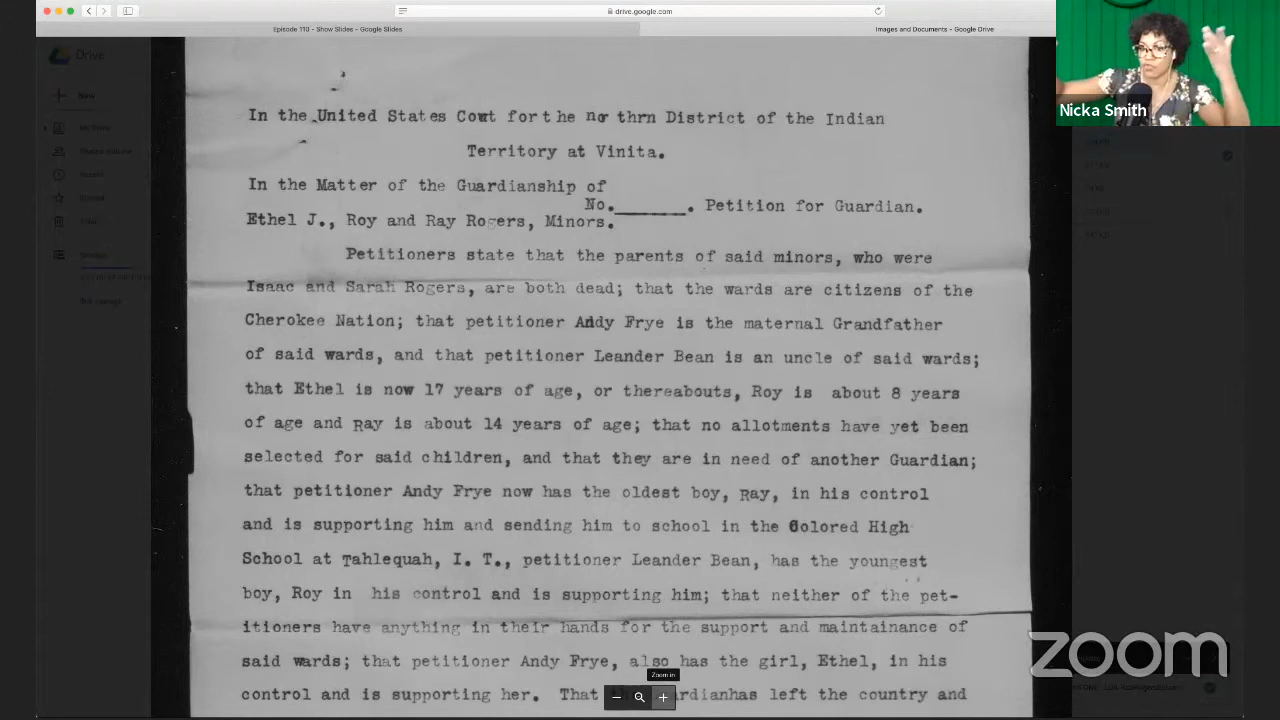 drive.google.com
Episode 110 - Show Slides - Google Slides
Images and Documents - Google Drive
Drive
New
Nicka Smith
In the United States Cowt for the no thrn District of the Indian
Territory at Vinita.
In the Matter of the Guardianship of
No.______. Petition for Guardian.
Ethel J., Roy and Ray Rogers, Minors.
Petitioners state that the parents of said minors, who were
Isaac and Sarah Rogers, are both dead; that the wards are citizens of the
Cherokee Nation; that petitioner Andy Frye is the maternal Grandfather
of said wards, and that petitioner Leander Bean is an uncle of said wards;
that Ethel is now 17 years of age, or thereabouts, Roy is about 8 years
of age and Ray is about 14 years of age; that no allotments have yet been
selected for said children, and that they are in need of another Guardian;
that petitioner Andy Frye now has the oldest boy, Ray, in his control
and is supporting him and sending him to school in the Colored High
School at Tahlequah, I. T., petitioner Leander Bean, has the youngest
boy, Roy in his control and is supporting him; that neither of the pet-
itioners have anything in their hands for the support and maintainance of
said wards; that petitioner Andy Frye, also has the girl, Ethel, in his
control and is supporting her. That ardianhas left the country and
Zoom in
zoom